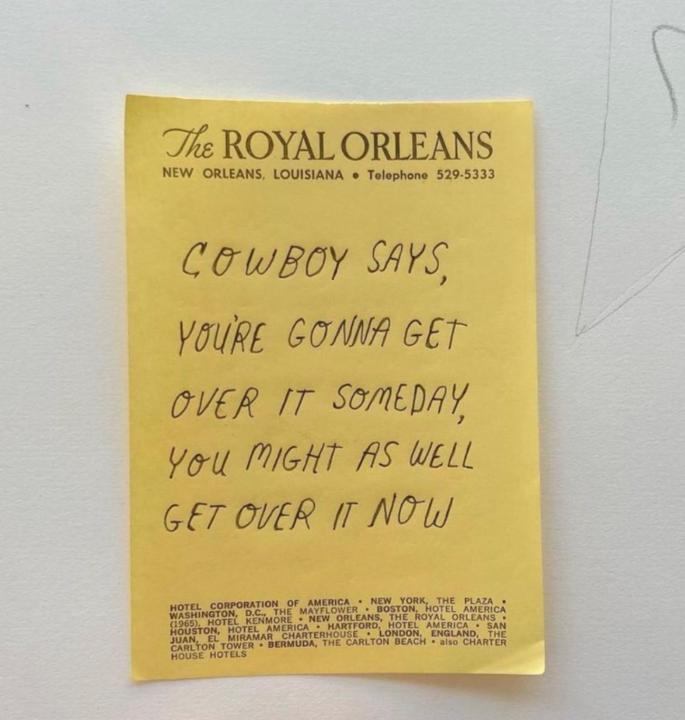 The ROYAL ORLEANS
NEW ORLEANS, LOUISIANA • Telephone 529-5333
COWBOY SAYS,
YOU'RE GONNA GET
OVER IT SOMEDAY,
YOU MIGHT AS WELL
GET OVER IT NOW
HOTEL CORPORATION OF AMERICA • NEW YORK, THE PLAZA •
WASHINGTON, D.C., THE MAYFLOWER • BOSTON, HOTEL AMERICA
(1965), HOTEL KENMORE • NEW ORLEANS, THE ROYAL ORLEANS •
HOUSTON, HOTEL AMERICA • HARTFORD, HOTEL AMERICA • SAN
JUAN, EL MIRAMAR CHARTERHOUSE • LONDON, ENGLAND, THE
CARLTON TOWER • BERMUDA, THE CARLTON BEACH • also CHARTER
HOUSE HOTELS